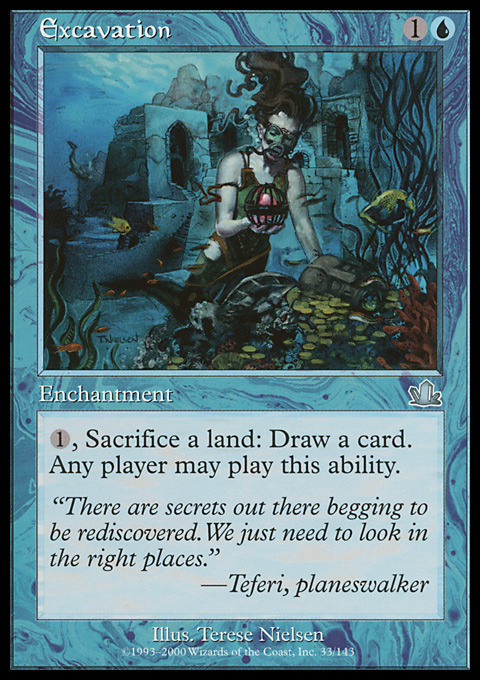 Excavation 1
Enchantment
1, Sacrifice a land: Draw a card.
Any player may play this ability.
“There are secrets out there begging to
be rediscovered. We just need to look in
the right places.”
—Teferi, planeswalker
T. NIELSEN
Illus. Terese Nielsen
©1993–2000 Wizards of the Coast, Inc. 33/143